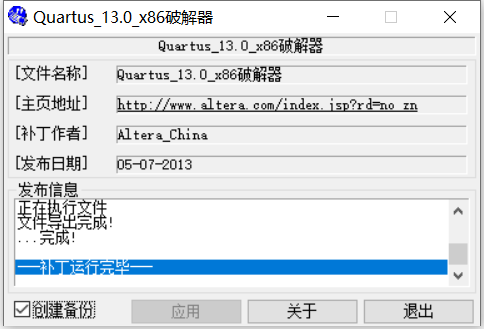 Quartus_13.0_x86破解器
Quartus_13.0_x86破解器
[文件名称] Quartus_13.0_x86破解器
[主页地址] http://www.altera.com/index.jsp?rd=no_zn
[补丁作者] Altera_China
[发布日期] 05-07-2013
发布信息
正在执行文件
文件导出完成!
...完成!
──补丁运行完毕──
创建备份 应用 关于 退出